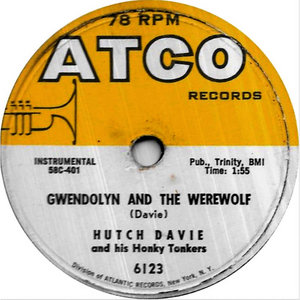 78 RPM
ATCO
RECORDS
INSTRUMENTAL
58C-401
Pub., Trinity, BMI
Time: 1:55
GWENDOLYN AND THE WEREWOLF
(Davie)
HUTCH DAVIE
and his Honky Tonkers
6123
Division of ATLANTIC RECORDS, New York, N. Y.